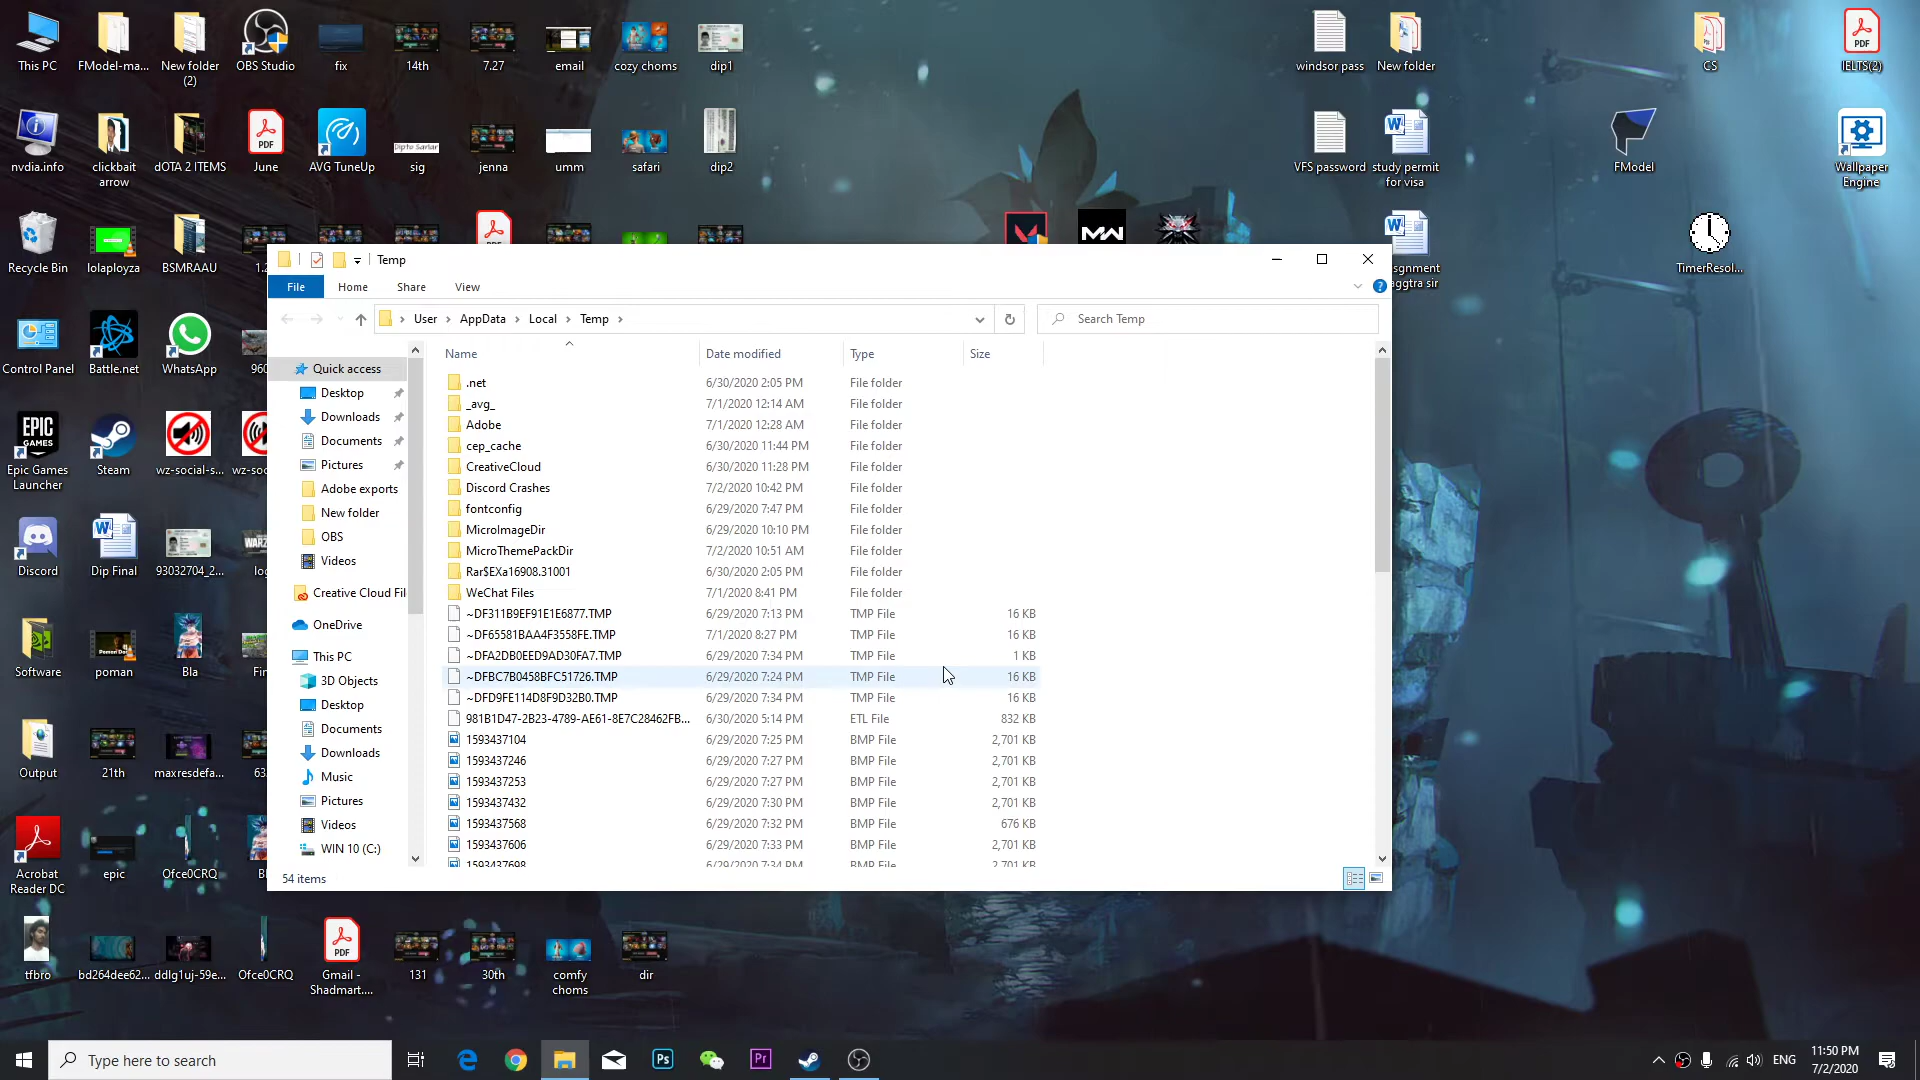 This PC
FModel-ma...
New folder
(2)
OBS Studio
fix
14th
7.27
email
cozy choms
dip1
windsor pass
New folder
CS
PDF
IELTS(2)
nvdia.info
clickbait
arrow
dOTA 2 ITEMS
PDF
June
AVG TuneUp
Dipto Sarkar
sig
jenna
umm
safari
dip2
VFS password
study permit
for visa
FModel
Wallpaper
Engine
Recycle Bin
lolaployza
BSMRAAU
1.2
MW
TimerResol...
Temp
File
Home
Share
View
User
AppData
Local
Temp
Search Temp
Name
Date modified
Type
Size
.net 6/30/2020 2:05 PM File folder
_avg_ 7/1/2020 12:14 AM File folder
Adobe 7/1/2020 12:28 AM File folder
cep_cache 6/30/2020 11:44 PM File folder
CreativeCloud 6/30/2020 11:28 PM File folder
Discord Crashes 7/2/2020 10:42 PM File folder
fontconfig 6/29/2020 7:47 PM File folder
MicroImageDir 6/29/2020 10:10 PM File folder
MicroThemePackDir 7/2/2020 10:51 AM File folder
Rar$EXa16908.31001 6/30/2020 2:05 PM File folder
WeChat Files 7/1/2020 8:41 PM File folder
~DF311B9EF91E1E6877.TMP 6/29/2020 7:13 PM TMP File 16 KB
~DF65581BAA4F3558FE.TMP 7/1/2020 8:27 PM TMP File 16 KB
~DFA2DB0EED9AD30FA7.TMP 6/29/2020 7:34 PM TMP File 1 KB
~DFBC7B0458BFC51726.TMP 6/29/2020 7:24 PM TMP File 16 KB
~DFD9FE114D8F9D32B0.TMP 6/29/2020 7:34 PM TMP File 16 KB
981B1D47-2B23-4789-AE61-8E7C28462FB... 6/30/2020 5:14 PM ETL File 832 KB
1593437104 6/29/2020 7:25 PM BMP File 2,701 KB
1593437246 6/29/2020 7:27 PM BMP File 2,701 KB
1593437253 6/29/2020 7:27 PM BMP File 2,701 KB
1593437432 6/29/2020 7:30 PM BMP File 2,701 KB
1593437568 6/29/2020 7:32 PM BMP File 676 KB
1593437606 6/29/2020 7:33 PM BMP File 2,701 KB
1593437698 6/29/2020 7:34 PM BMP File 2,701 KB
54 items
Quick access
Desktop
Downloads
Documents
Pictures
Adobe exports
New folder
OBS
Videos
Creative Cloud Fil
OneDrive
This PC
3D Objects
Desktop
Documents
Downloads
Music
Pictures
Videos
WIN 10 (C:)
sgnment
aggtra sir
Control Panel
Battle.net
WhatsApp
960
EPIC
GAMES
Epic Games
Launcher
Steam
wz-social-s...
wz-soc
Discord
Dip Final
93032704_2...
log
Software
poman
Bla
Fin
Output
21th
maxresdefa...
63
Acrobat
Reader DC
epic
Ofce0CRQ
B
tfbro
bd264dee62...
ddlg1uj-59e...
Ofce0CRQ
PDF
Gmail -
Shadmart....
131
30th
comfy
choms
dir
Type here to search
Ps
Pr
ENG
11:50 PM
7/2/2020